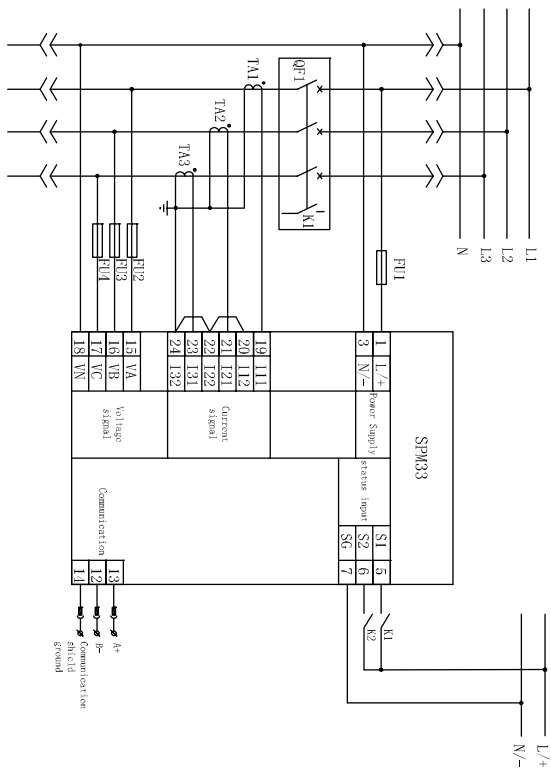 L1
L2
L3
N
QF1
K1
TA1
TA2
TA3
FU1
FU2
FU3
FU4
SPM33
1 L/+
3 N/-
Power Supply
19 I11
20 I12
21 I21
22 I22
23 I31
24 I32
Current
signal
15 VA
16 VB
17 VC
18 VN
Voltage
signal
status input
S1 5
S2 6
SG 7
K1
K2
L/+
N/-
Communication
13
12
14
A+
B-
Communication
shield
ground